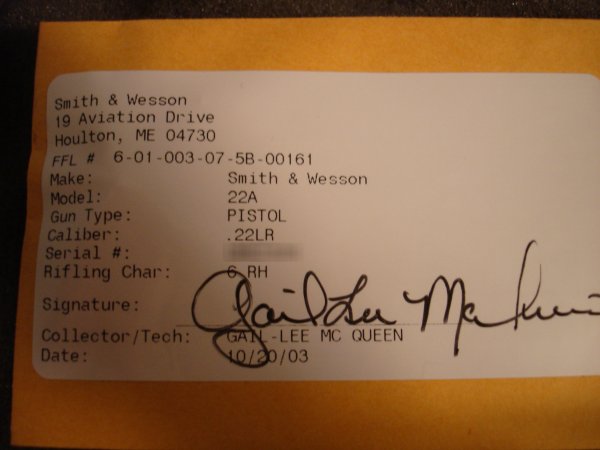 Smith & Wesson
19 Aviation Drive
Houlton, ME 04730
FFL # 6-01-003-07-5B-00161
Make: Smith & Wesson
Model: 22A
Gun Type: PISTOL
Caliber: .22LR
Serial #:
Rifling Char: 6 RH
Signature: Gail Lee
Collector/Tech: GAIL-LEE MC QUEEN
Date: 10/20/03